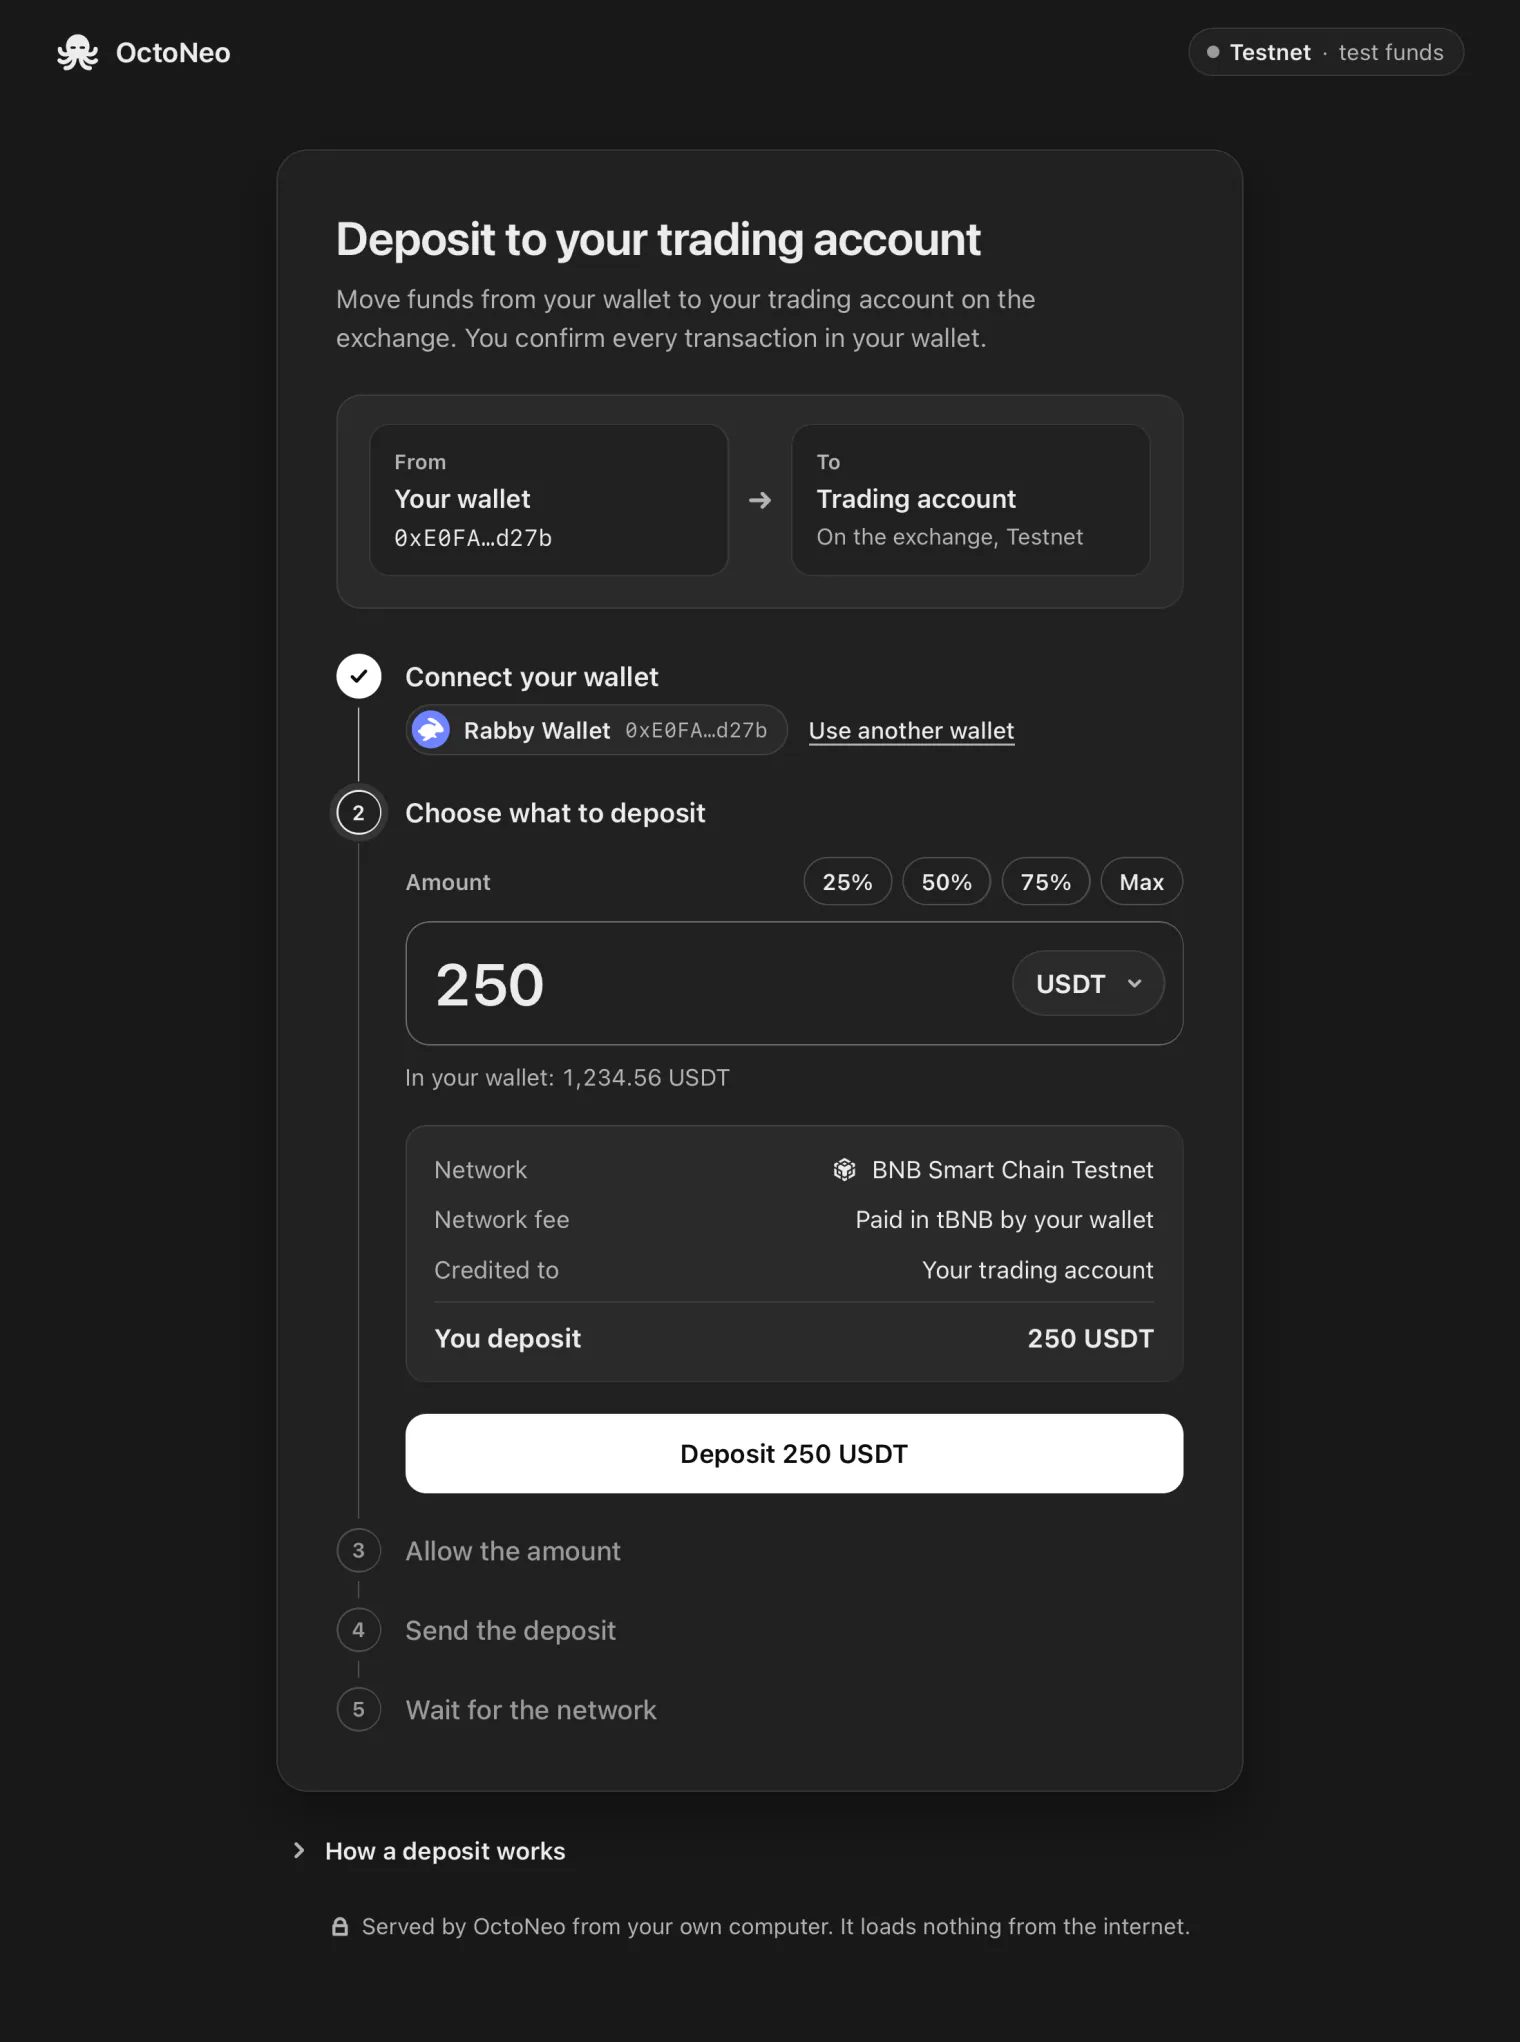 OctoNeo
Testnet · test funds
Deposit to your trading account
Move funds from your wallet to your trading account on the
exchange. You confirm every transaction in your wallet.
From
Your wallet
0xE0FA…d27b
To
Trading account
On the exchange, Testnet
Connect your wallet
Rabby Wallet 0xE0FA…d27b Use another wallet
2 Choose what to deposit
Amount 25% 50% 75% Max
250 USDT
In your wallet: 1,234.56 USDT
Network BNB Smart Chain Testnet
Network fee Paid in tBNB by your wallet
Credited to Your trading account
You deposit 250 USDT
Deposit 250 USDT
3 Allow the amount
4 Send the deposit
5 Wait for the network
How a deposit works
Served by OctoNeo from your own computer. It loads nothing from the internet.